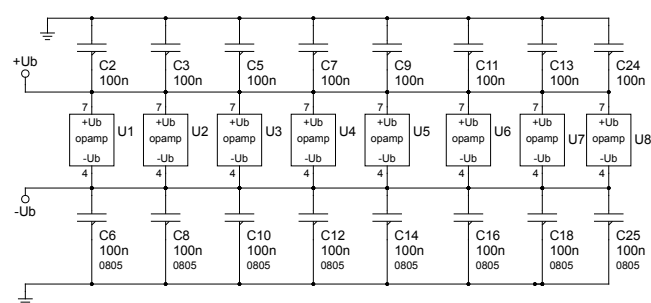 +Ub
C2 C3 C5 C7 C9 C11 C13 C24
100n 100n 100n 100n 100n 100n 100n 100n
7 7 7 7 7 7 7 7
+Ub +Ub +Ub +Ub +Ub +Ub +Ub +Ub
opamp U1 opamp U2 opamp U3 opamp U4 opamp U5 opamp U6 opamp U7 opamp U8
-Ub -Ub -Ub -Ub -Ub -Ub -Ub -Ub
4 4 4 4 4 4 4 4
-Ub
C6 C8 C10 C12 C14 C16 C18 C25
100n 100n 100n 100n 100n 100n 100n 100n
0805 0805 0805 0805 0805 0805 0805 0805